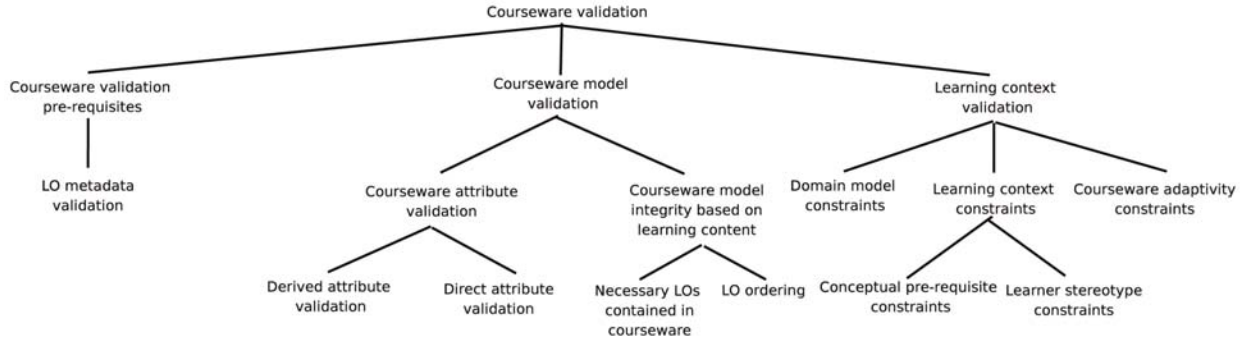 Courseware validation
Courseware validation
pre-requisites
Courseware model
validation
Learning context
validation
LO metadata
validation
Courseware attribute
validation
Courseware model
integrity based on
learning content
Domain model
constraints
Learning context
constraints
Courseware adaptivity
constraints
Derived attribute
validation
Direct attribute
validation
Necessary LOs
contained in
courseware
LO ordering
Conceptual pre-requisite
constraints
Learner stereotype
constraints